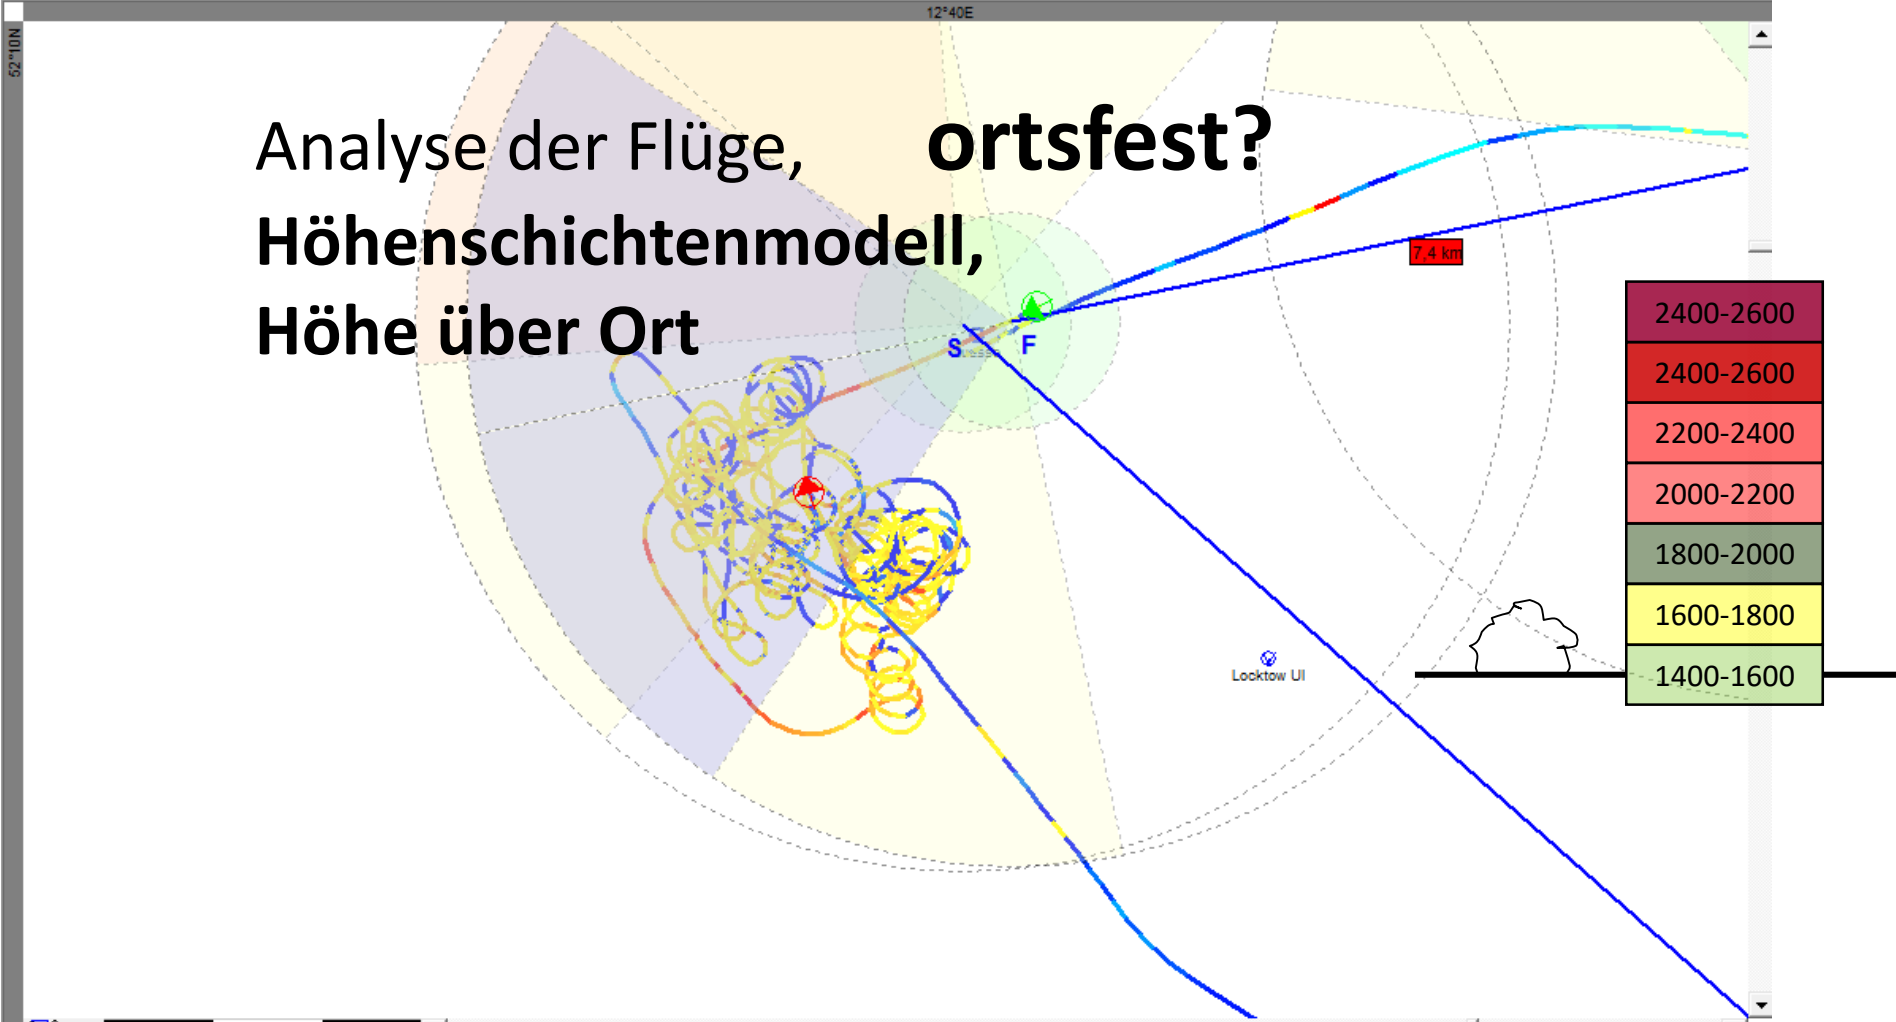 12°40E
52°10N
Analyse der Flüge, ortsfest?
Höhenschichtenmodell,
Höhe über Ort
7,4 km
S F
2400-2600
2400-2600
2200-2400
2000-2200
1800-2000
1600-1800
1400-1600
Locktow Ul